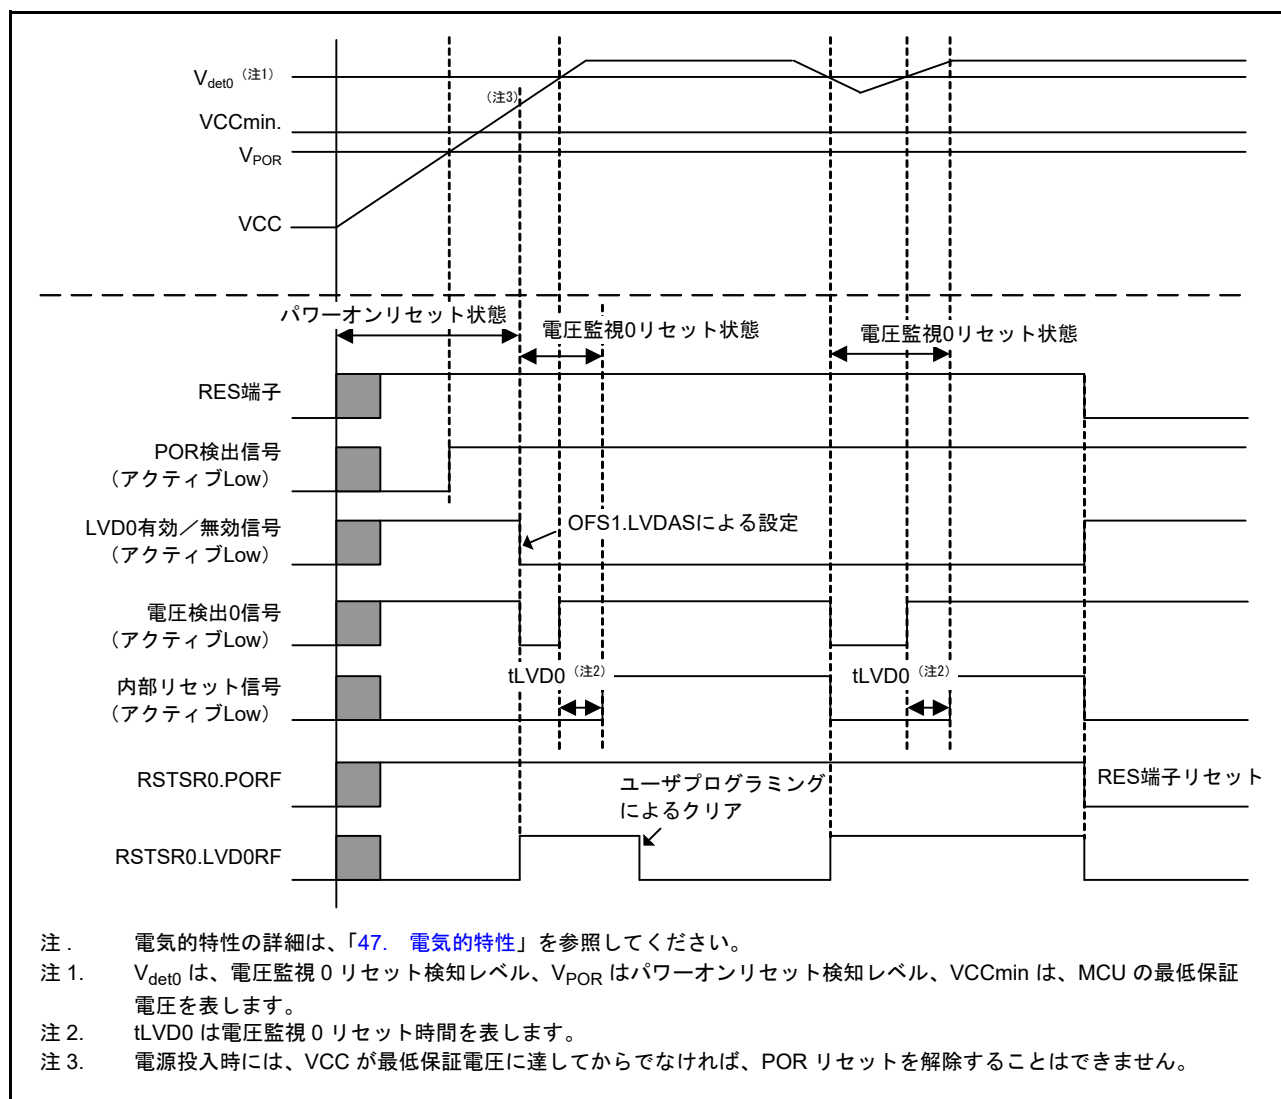 Vdet0（注1）
（注3）
VCCmin.
VPOR
VCC
パワーオンリセット状態
電圧監視0リセット状態
電圧監視0リセット状態
RES端子
POR検出信号
（アクティブLow）
OFS1.LVDASによる設定
LVD0有効／無効信号
（アクティブLow）
電圧検出0信号
（アクティブLow）
tLVD0（注2）
tLVD0（注2）
内部リセット信号
（アクティブLow）
RSTSR0.PORF
ユーザプログラミング
によるクリア
RES端子リセット
RSTSR0.LVD0RF
注. 電気的特性の詳細は、「47. 電気的特性」を参照してください。
注 1. Vdet0 は、電圧監視 0 リセット検知レベル、VPOR はパワーオンリセット検知レベル、VCCmin は、MCU の最低保証
電圧を表します。
注 2. tLVD0 は電圧監視 0 リセット時間を表します。
注 3. 電源投入時には、VCC が最低保証電圧に達してからでなければ、POR リセットを解除することはできません。